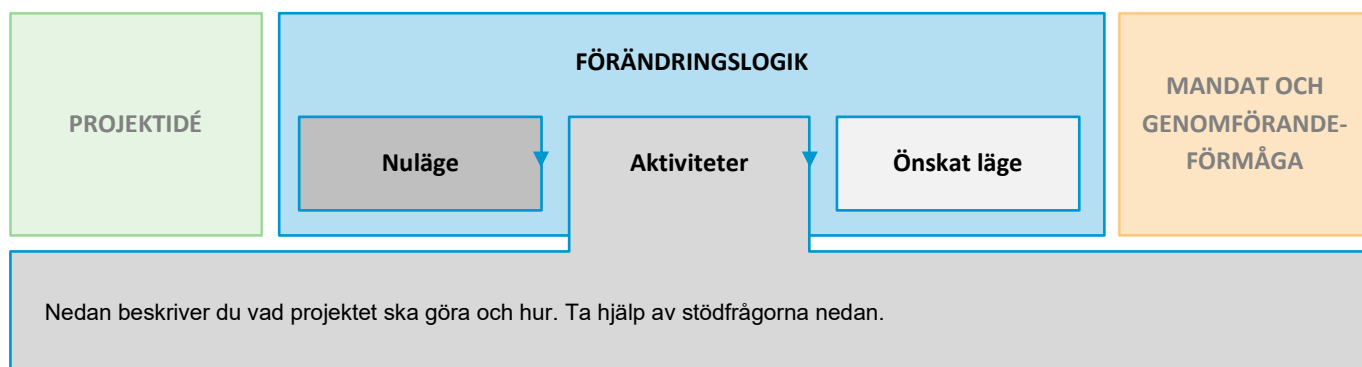 PROJEKTIDÉ
FÖRÄNDRINGSLOGIK
Nuläge
Aktiviteter
Önskat läge
MANDAT OCH
GENOMFÖRANDE-
FÖRMÅGA
Nedan beskriver du vad projektet ska göra och hur. Ta hjälp av stödfrågorna nedan.